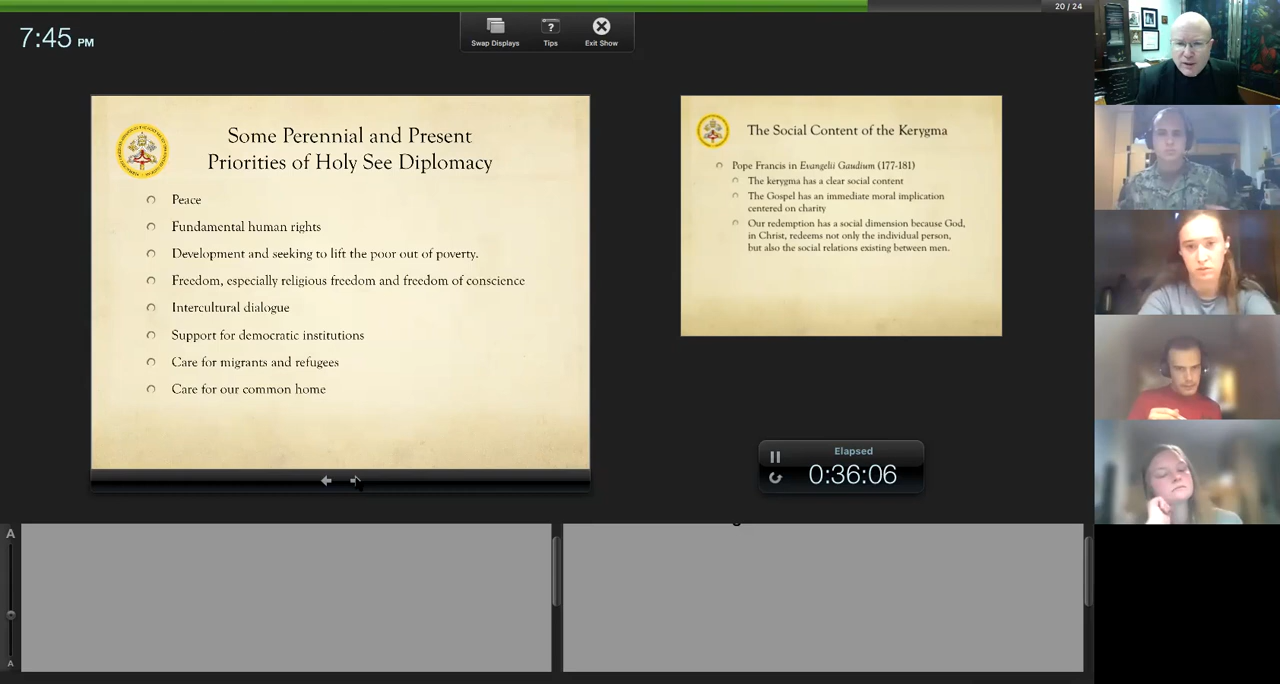 20 / 24
7:45 PM
Swap Displays
Tips
Exit Show
Some Perennial and Present
Priorities of Holy See Diplomacy
Peace
Fundamental human rights
Development and seeking to lift the poor out of poverty.
Freedom, especially religious freedom and freedom of conscience
Intercultural dialogue
Support for democratic institutions
Care for migrants and refugees
Care for our common home
The Social Content of the Kerygma
Pope Francis in Evangelii Gaudium (177-181)
The kerygma has a clear social content
The Gospel has an immediate moral implication
centered on charity
Our redemption has a social dimension because God,
in Christ, redeems not only the individual person,
but also the social relations existing between men.
Elapsed
0:36:06
A
A